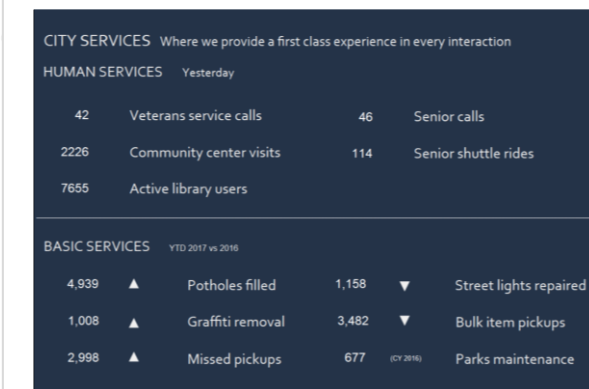 CITY SERVICES Where we provide a first class experience in every interaction
HUMAN SERVICES Yesterday
42 Veterans service calls 46 Senior calls
2226 Community center visits 114 Senior shuttle rides
7655 Active library users
BASIC SERVICES YTD 2017 vs 2016
4,939 ▲ Potholes filled 1,158 ▼ Street lights repaired
1,008 ▲ Graffiti removal 3,482 ▼ Bulk item pickups
2,998 ▲ Missed pickups 677 (CY 2016) Parks maintenance